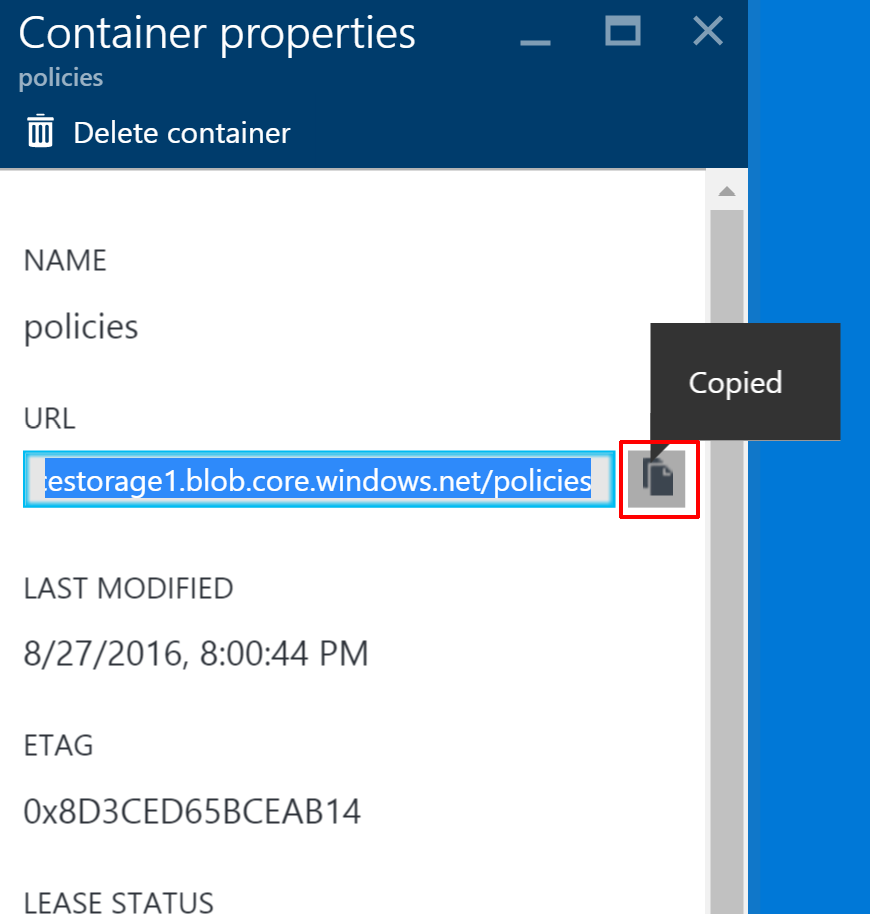 Container properties
policies
Delete container
NAME
policies
Copied
URL
estorage1.blob.core.windows.net/policies
LAST MODIFIED
8/27/2016, 8:00:44 PM
ETAG
0x8D3CED65BCEAB14
LEASE STATUS